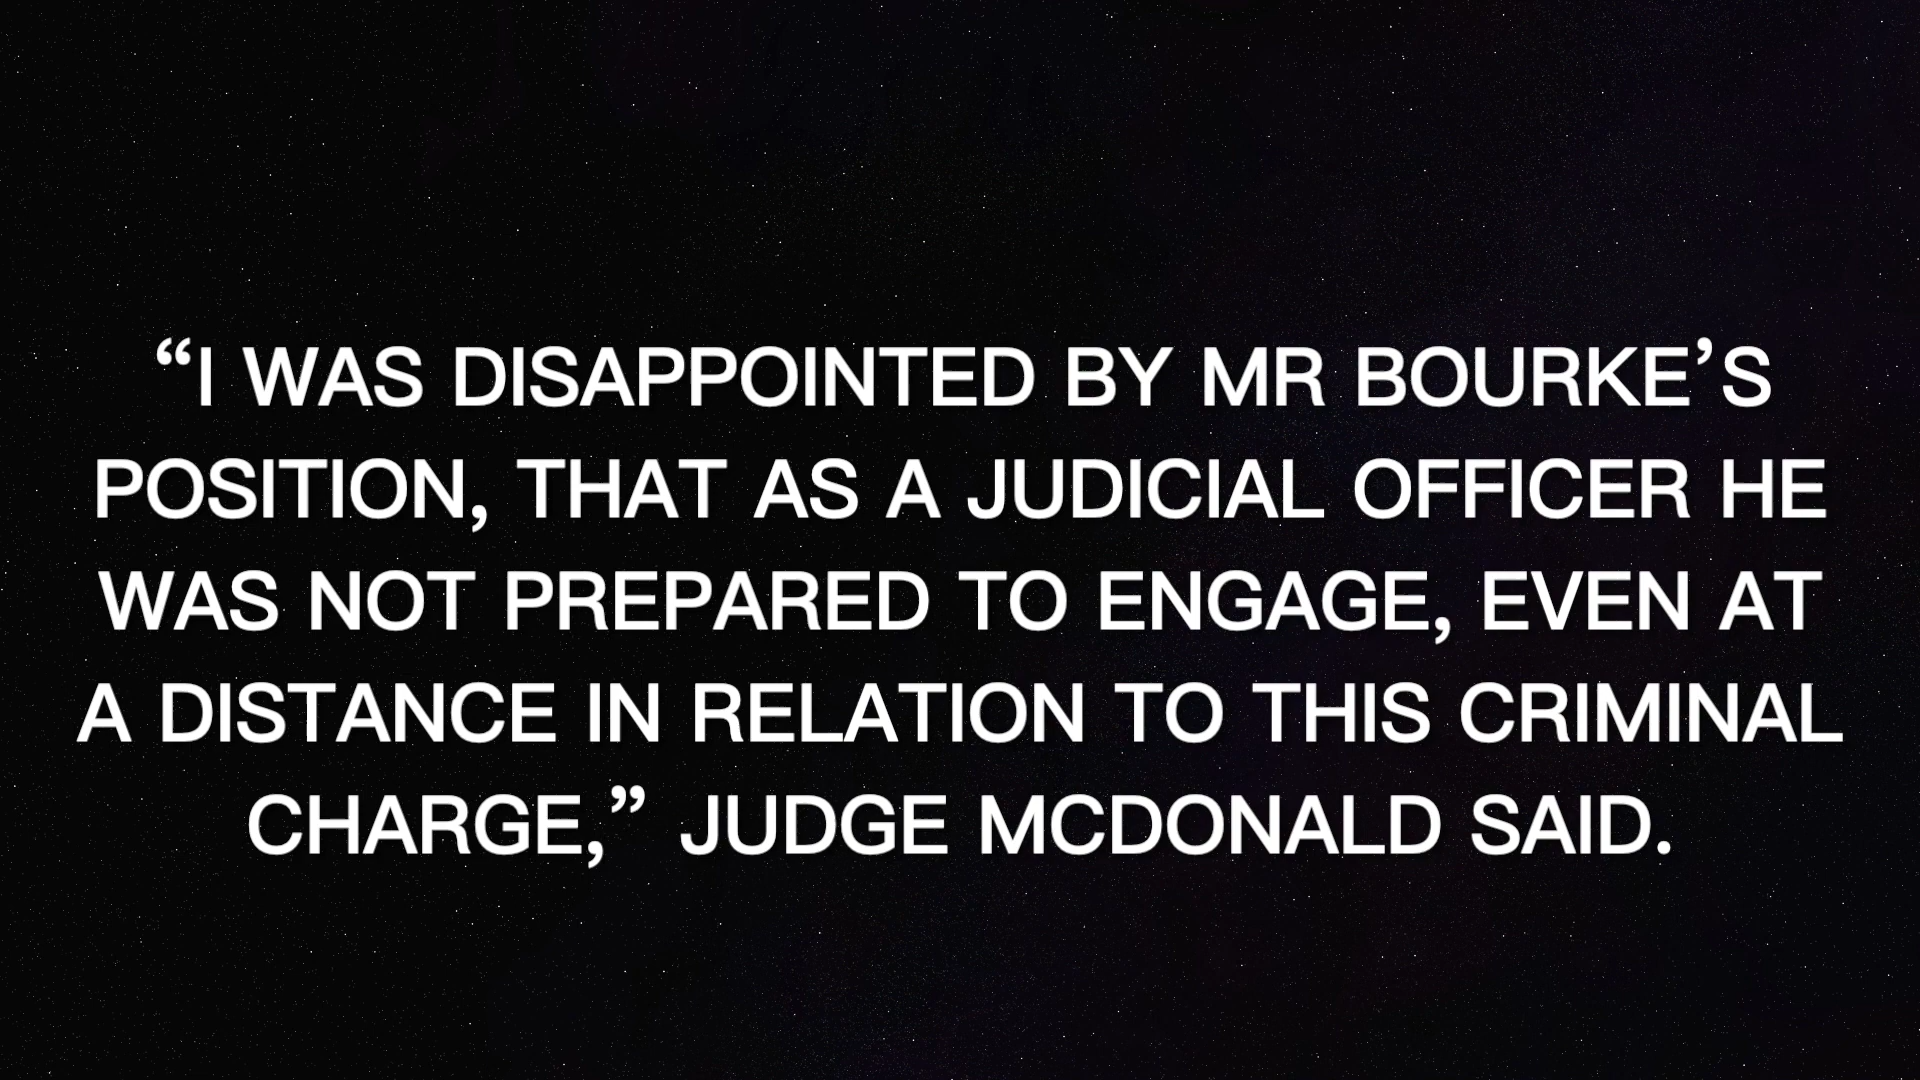 “I WAS DISAPPOINTED BY MR BOURKE’S
POSITION, THAT AS A JUDICIAL OFFICER HE
WAS NOT PREPARED TO ENGAGE, EVEN AT
A DISTANCE IN RELATION TO THIS CRIMINAL
CHARGE,” JUDGE MCDONALD SAID.